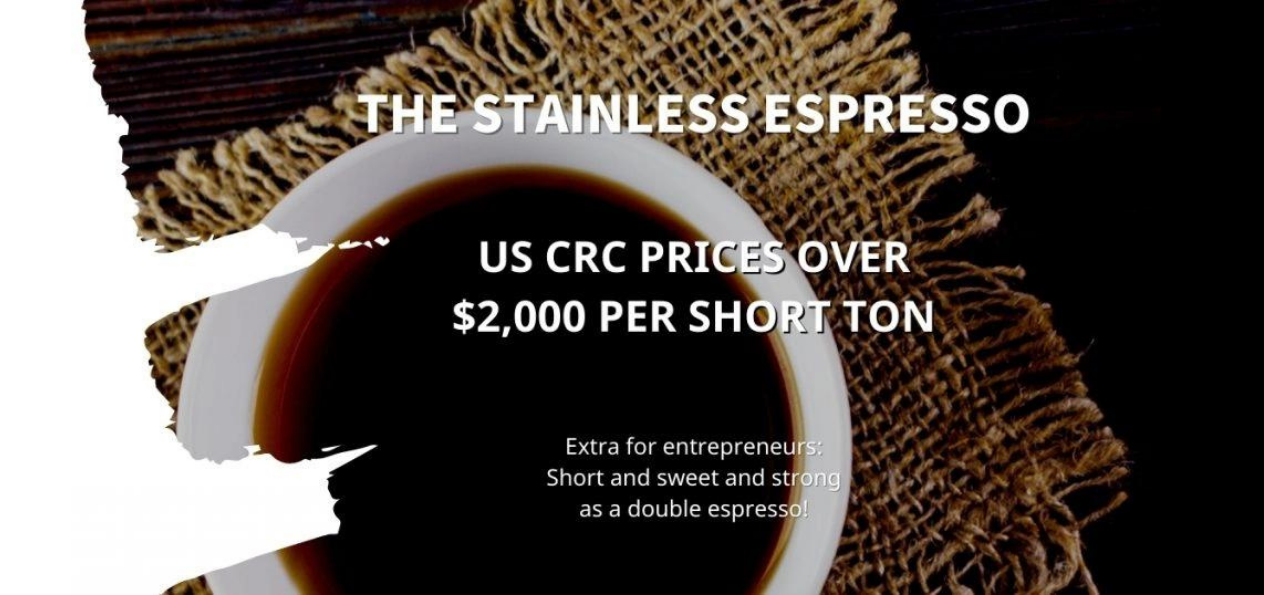 THE STAINLESS ESPRESSO
US CRC PRICES OVER
$2,000 PER SHORT TON
Extra for entrepreneurs:
Short and sweet and strong
as a double espresso!